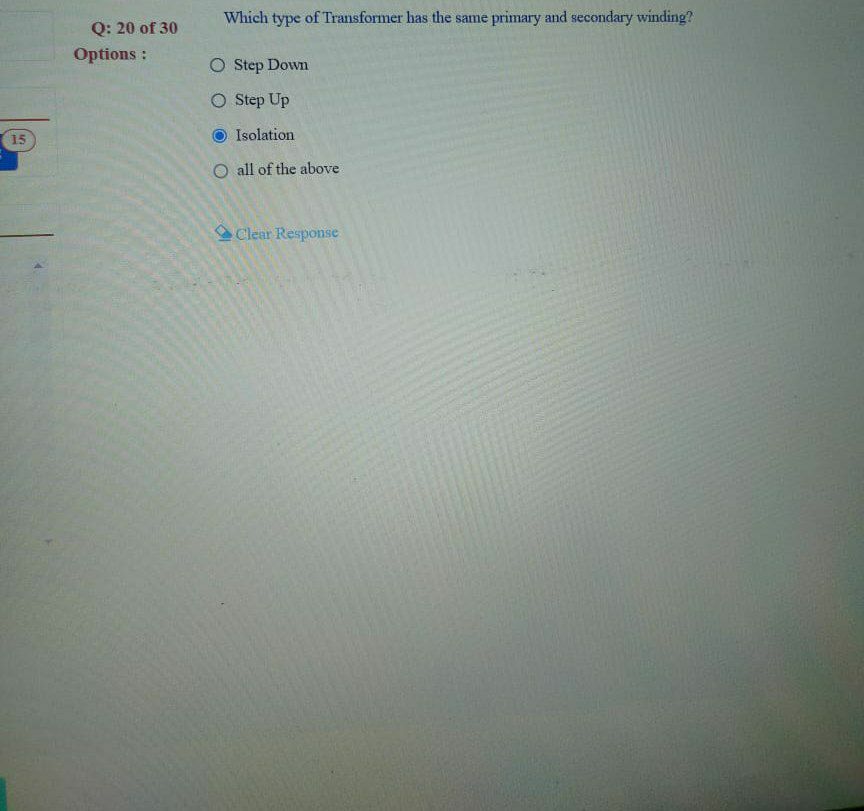 Q: 20 of 30
Which type of Transformer has the same primary and secondary winding?
Options :
Step Down
Step Up
Isolation
15
all of the above
Clear Response